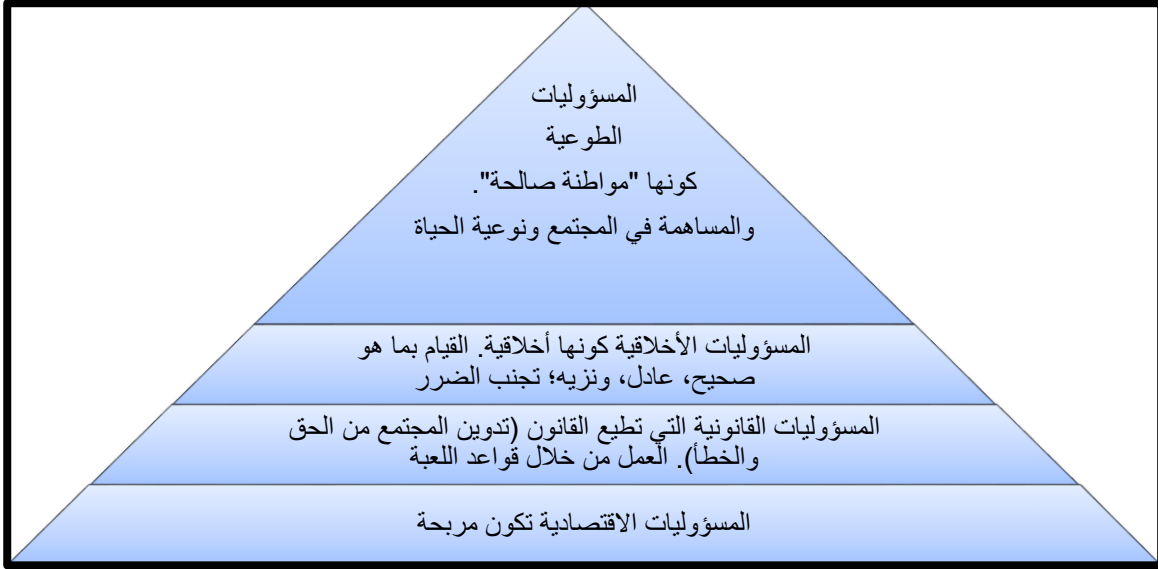 المسؤوليات
الطوعية
كونها "مواطنة صالحة".
والمساهمة في المجتمع ونوعية الحياة
المسؤوليات الأخلاقية كونها أخلاقية. القيام بما هو
صحيح، عادل، ونزيه؛ تجنب الضرر
المسؤوليات القانونية التي تطيع القانون (تدوين المجتمع من الحق
والخطأ). العمل من خلال قواعد اللعبة
المسؤوليات الاقتصادية تكون مربحة